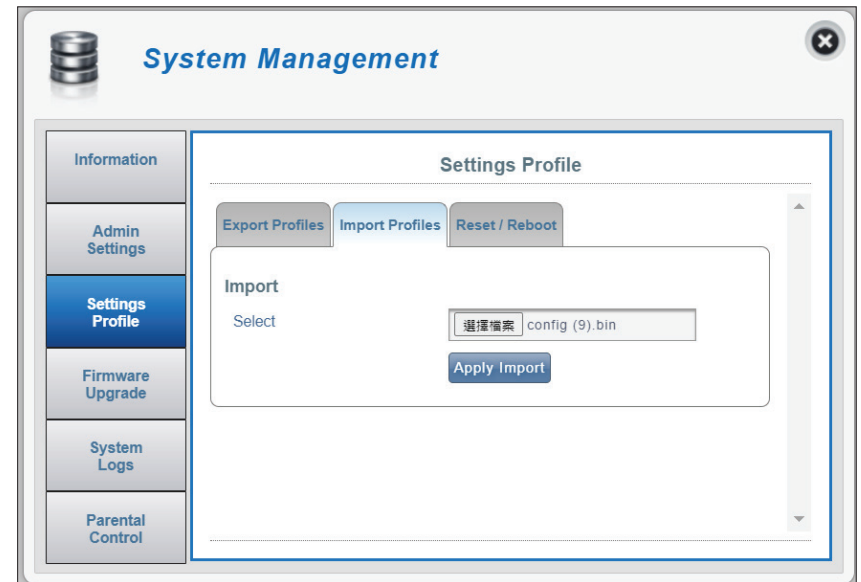 System Management
Information
Admin
Settings
Settings
Profile
Firmware
Upgrade
System
Logs
Parental
Control
Settings Profile
Export Profiles
Import Profiles
Reset / Reboot
Import
Select
選擇檔案 config (9).bin
Apply Import